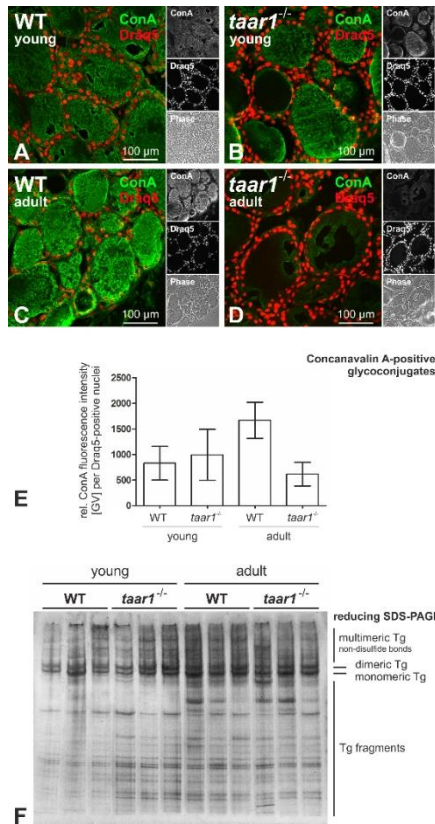 WT ConA
Draq5
young
A 100 µm
ConA
Draq5
Phase
taar1-/- ConA
Draq5
young
B 100 µm
ConA
Draq5
Phase
WT ConA
Draq5
adult
C 100 µm
ConA
Draq5
Phase
taar1-/- ConA
Draq5
adult
D 100 µm
ConA
Draq5
Phase
Concanavalin A-positive
glycoconjugates
rel. ConA fluorescence intensity
[GV] per Draq5-positive nuclei
2500
2000
1500
1000
500
0
WT taar1-/- WT taar1-/-
young adult
E
young adult
WT taar1-/- WT taar1-/-
reducing SDS-PAGE
multimeric Tg
non-disulfide bonds
dimeric Tg
monomeric Tg
Tg fragments
F